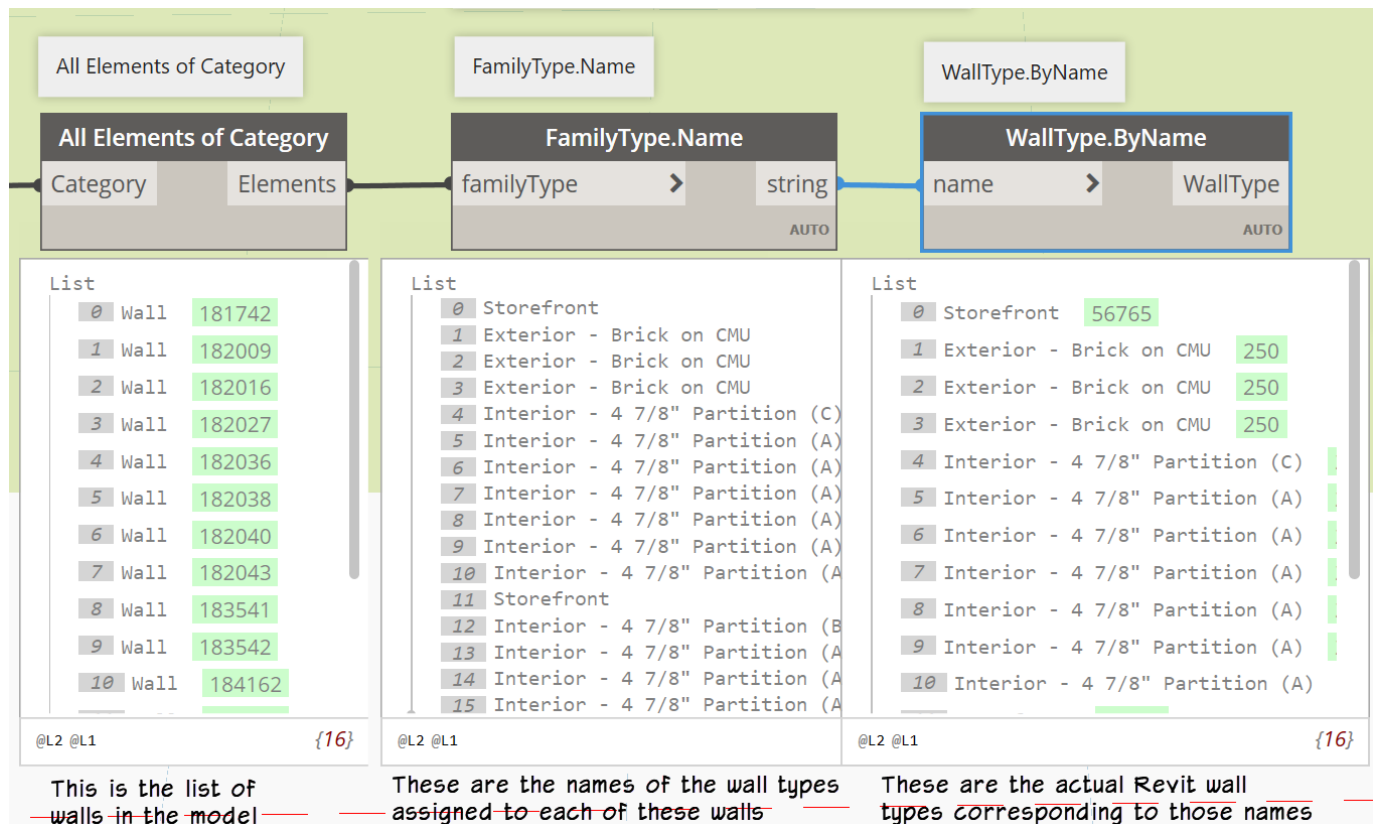 All Elements of Category
FamilyType.Name
WallType.ByName
All Elements of Category
Category
Elements
FamilyType.Name
familyType >
string
AUTO
WallType.ByName
name >
WallType
AUTO
List
0 Wall 181742
1 Wall 182009
2 Wall 182016
3 Wall 182027
4 Wall 182036
5 Wall 182038
6 Wall 182040
7 Wall 182043
8 Wall 183541
9 Wall 183542
10 Wall 184162
@L2 @L1
{16}
This is the list of
walls in the model
List
0 Storefront
1 Exterior - Brick on CMU
2 Exterior - Brick on CMU
3 Exterior - Brick on CMU
4 Interior - 4 7/8" Partition (C)
5 Interior - 4 7/8" Partition (A)
6 Interior - 4 7/8" Partition (A)
7 Interior - 4 7/8" Partition (A)
8 Interior - 4 7/8" Partition (A)
9 Interior - 4 7/8" Partition (A)
10 Interior - 4 7/8" Partition (A
11 Storefront
12 Interior - 4 7/8" Partition (B
13 Interior - 4 7/8" Partition (A
14 Interior - 4 7/8" Partition (A
15 Interior - 4 7/8" Partition (A
@L2 @L1
These are the names of the wall types
assigned to each of these walls
List
0 Storefront 56765
1 Exterior - Brick on CMU 250
2 Exterior - Brick on CMU 250
3 Exterior - Brick on CMU 250
4 Interior - 4 7/8" Partition (C)
5 Interior - 4 7/8" Partition (A)
6 Interior - 4 7/8" Partition (A)
7 Interior - 4 7/8" Partition (A)
8 Interior - 4 7/8" Partition (A)
9 Interior - 4 7/8" Partition (A)
10 Interior - 4 7/8" Partition (A)
@L2 @L1
{16}
These are the actual Revit wall
types corresponding to those names